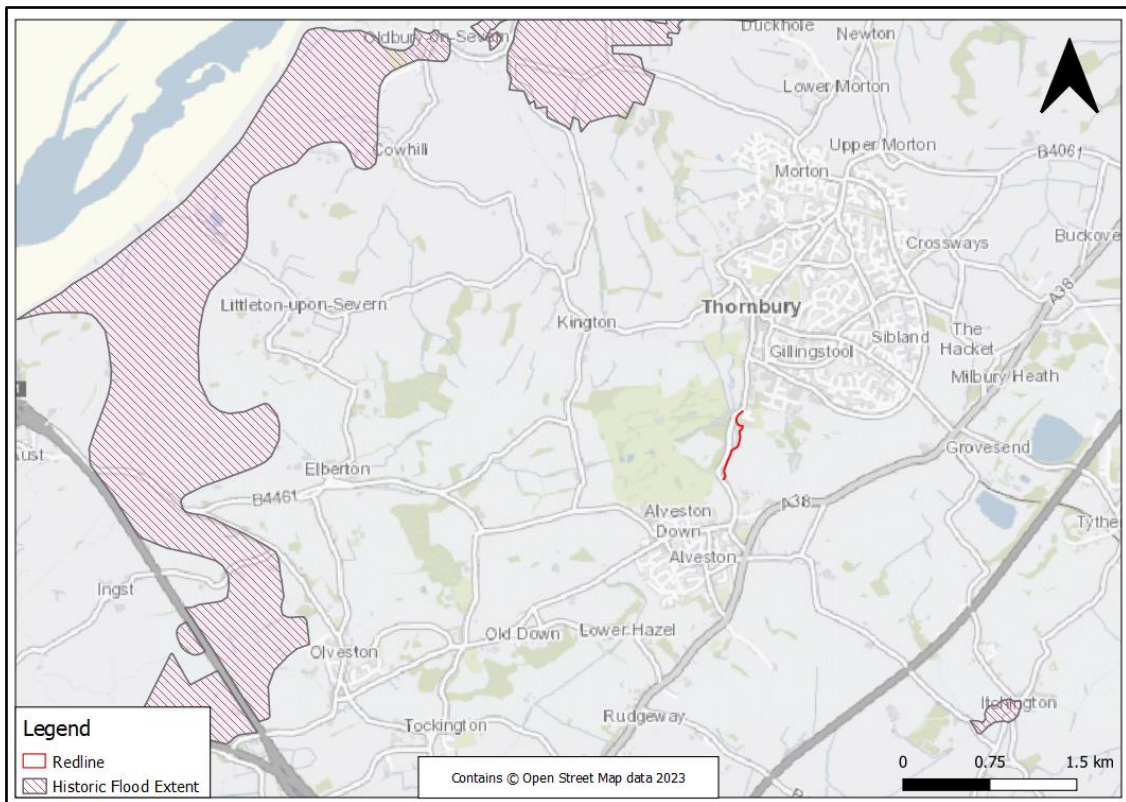 Oldbury-on-Severn
Duckhole
Newton
Lower Morton
Cowhill
Upper Morton
B4061
Morton
Crossways
Buckove
A38
Littleton-upon-Severn
Thornbury
Kington
Sibland
The
Hacket
Gillingstool
Milbury Heath
Grovesend
Elberton
B4461
A38
Alveston
Down
Tythe
Alveston
Ingst
Old Down
Lower Hazel
Olveston
Itchington
Rudgeway
Tockington
Legend
Redline
Historic Flood Extent
Contains © Open Street Map data 2023
0 0.75 1.5 km